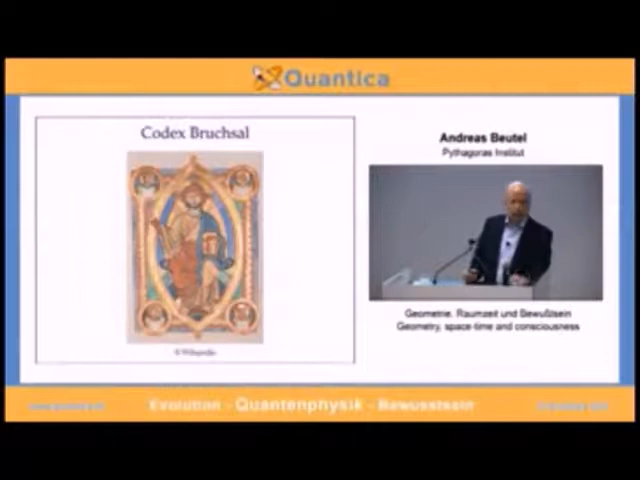 Quantica
Codex Bruchsal
© Wikipedia
Andreas Beutel
Pythagoras Institut
Geometrie, Raumzeit und Bewußtsein
Geometry, space-time and consciousness
Evolution - Quantenphysik - Bewusstsein